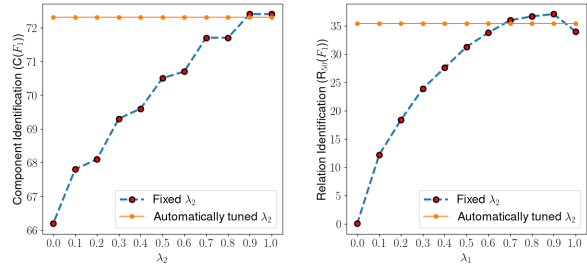 Component Identification (C(F₁))
72
71
70
69
68
67
66
Fixed λ₂
Automatically tuned λ₂
0.0 0.1 0.2 0.3 0.4 0.5 0.6 0.7 0.8 0.9 1.0
λ₂
Relation Identification (R₅₀(F₁))
35
30
25
20
15
10
5
0
Fixed λ₂
Automatically tuned λ₂
0.0 0.1 0.2 0.3 0.4 0.5 0.6 0.7 0.8 0.9 1.0
λ₁